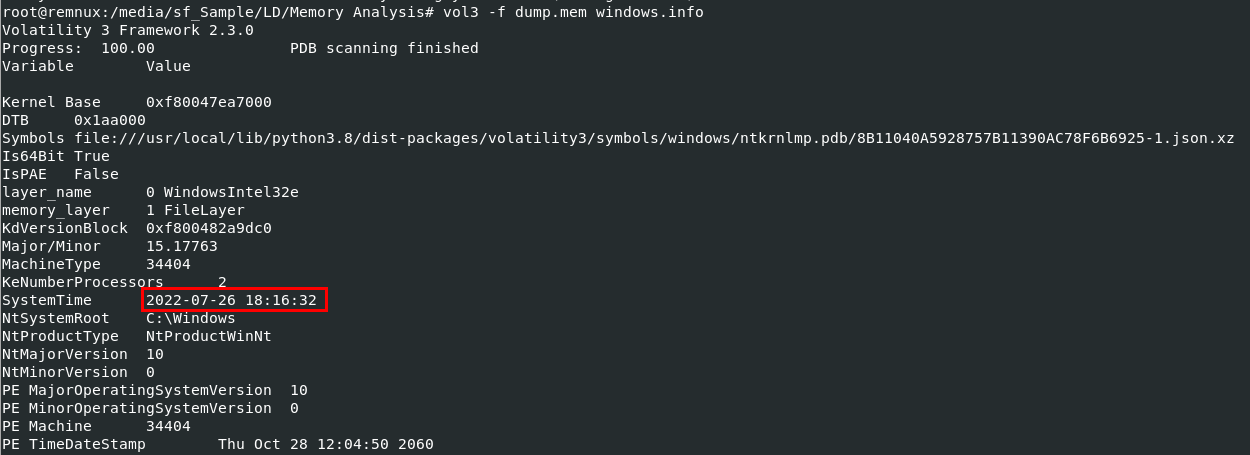 root@remnux:/media/sf_Sample/LD/Memory Analysis# vol3 -f dump.mem windows.info
Volatility 3 Framework 2.3.0
Progress:  100.00               PDB scanning finished
Variable        Value
Kernel Base     0xf80047ea7000
DTB     0x1aa000
Symbols file:///usr/local/lib/python3.8/dist-packages/volatility3/symbols/windows/ntkrnlmp.pdb/8B11040A5928757B11390AC78F6B6925-1.json.xz
Is64Bit True
IsPAE   False
layer_name      0 WindowsIntel32e
memory_layer    1 FileLayer
KdVersionBlock  0xf800482a9dc0
Major/Minor     15.17763
MachineType     34404
KeNumberProcessors      2
SystemTime      2022-07-26 18:16:32
NtSystemRoot    C:\Windows
NtProductType   NtProductWinNt
NtMajorVersion  10
NtMinorVersion  0
PE MajorOperatingSystemVersion  10
PE MinorOperatingSystemVersion  0
PE Machine      34404
PE TimeDateStamp        Thu Oct 28 12:04:50 2060